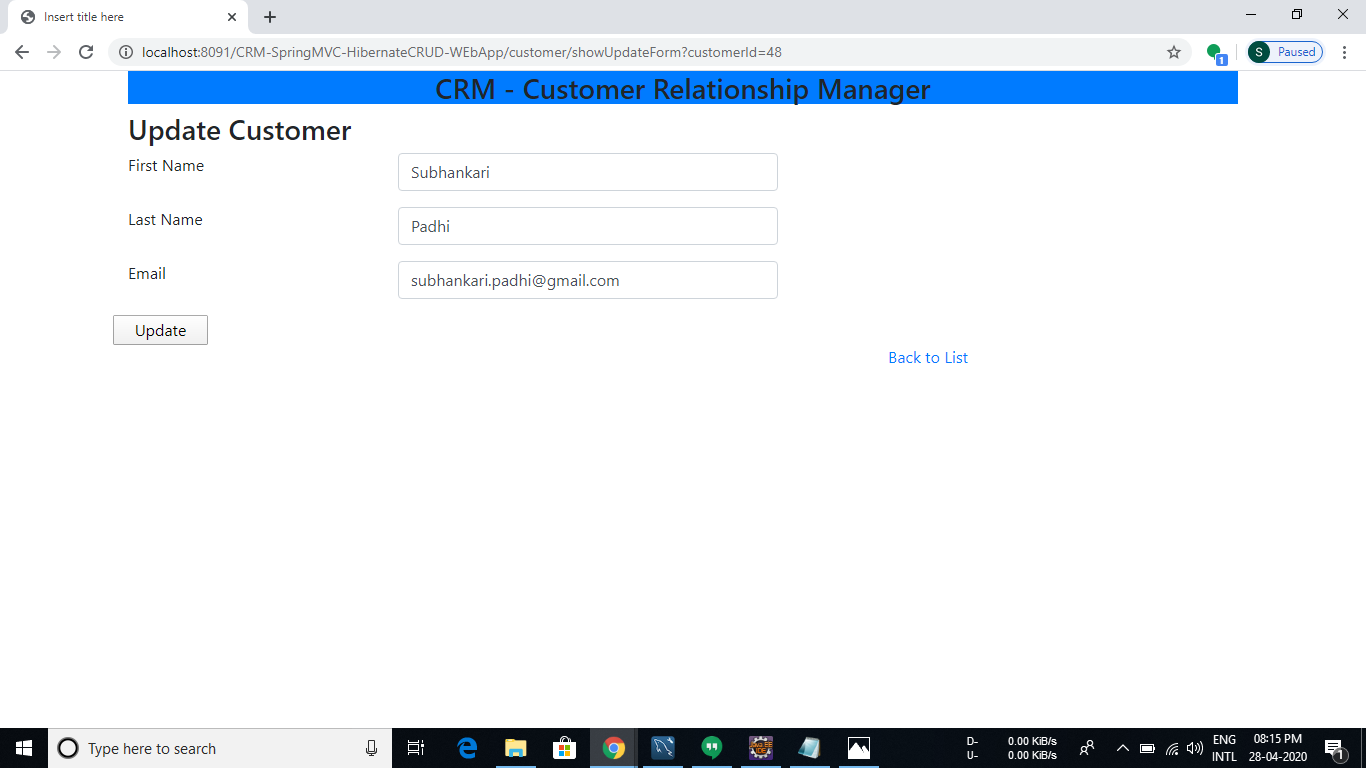 Insert title here
localhost:8091/CRM-SpringMVC-HibernateCRUD-WEbApp/customer/showUpdateForm?customerId=48
S Paused
1
CRM - Customer Relationship Manager
Update Customer
First Name
Subhankari
Last Name
Padhi
Email
subhankari.padhi@gmail.com
Update
Back to List
Type here to search
D- 0.00 KiB/s
U- 0.00 KiB/s
ENG
INTL
08:15 PM
28-04-2020
1